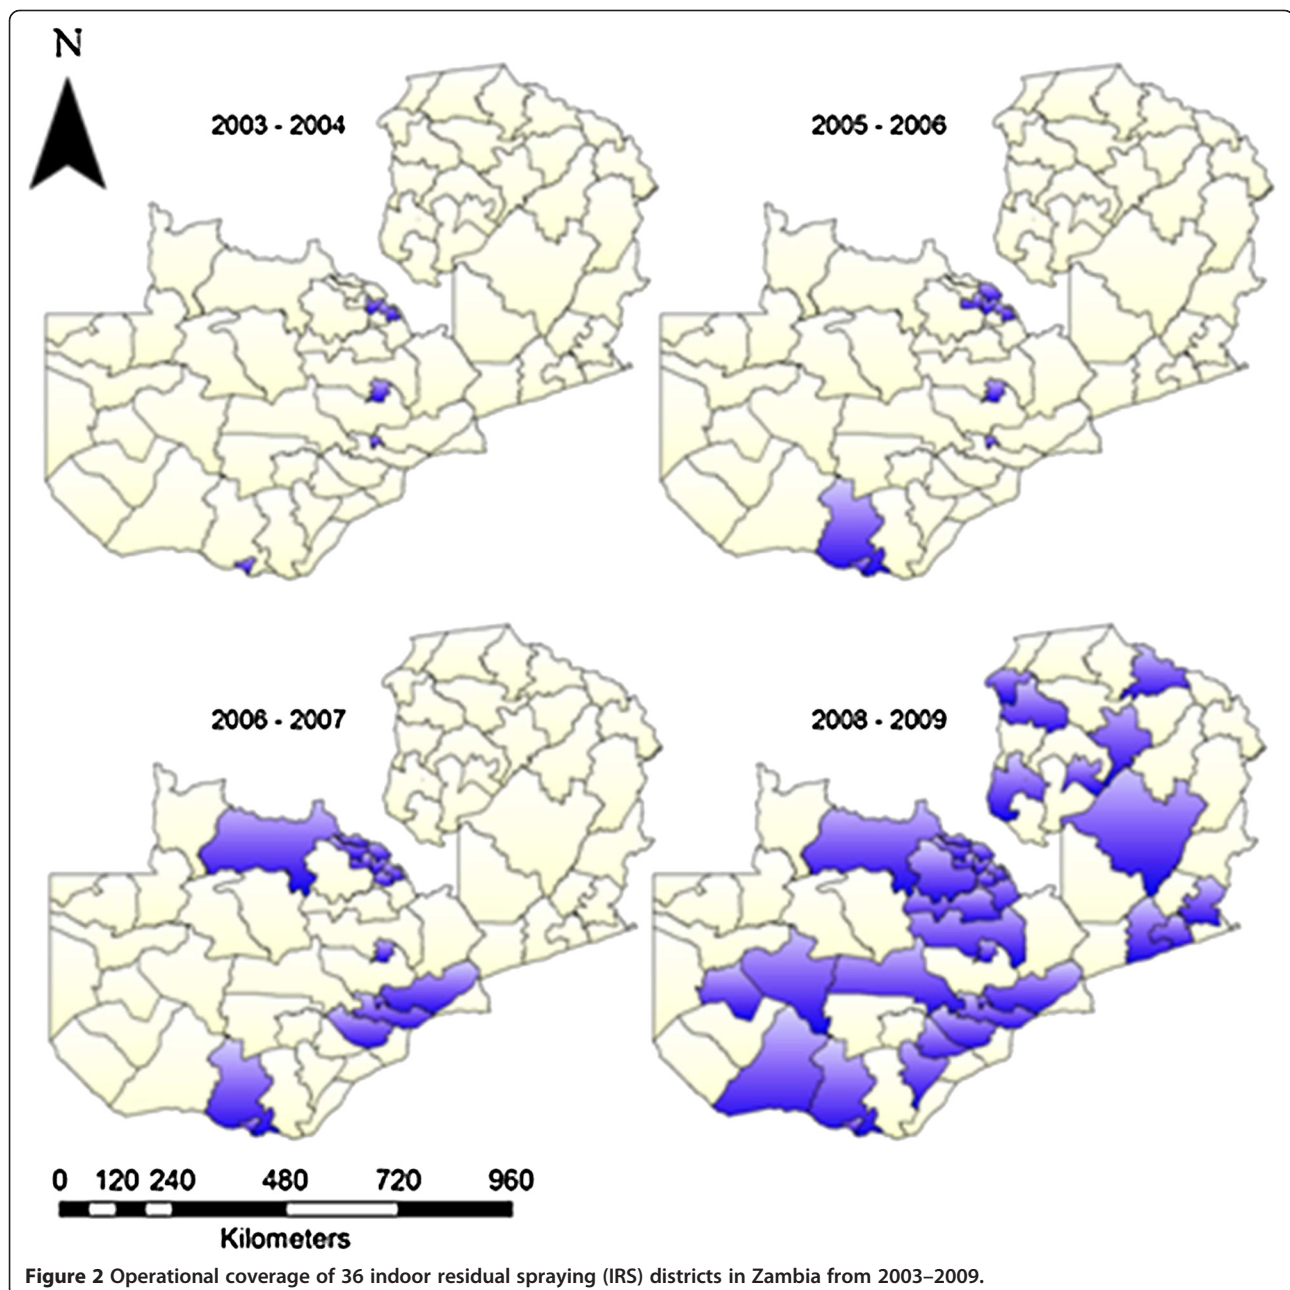 N
2003 - 2004
2005 - 2006
2006 - 2007
2008 - 2009
0 120 240 480 720 960
Kilometers
Figure 2 Operational coverage of 36 indoor residual spraying (IRS) districts in Zambia from 2003–2009.